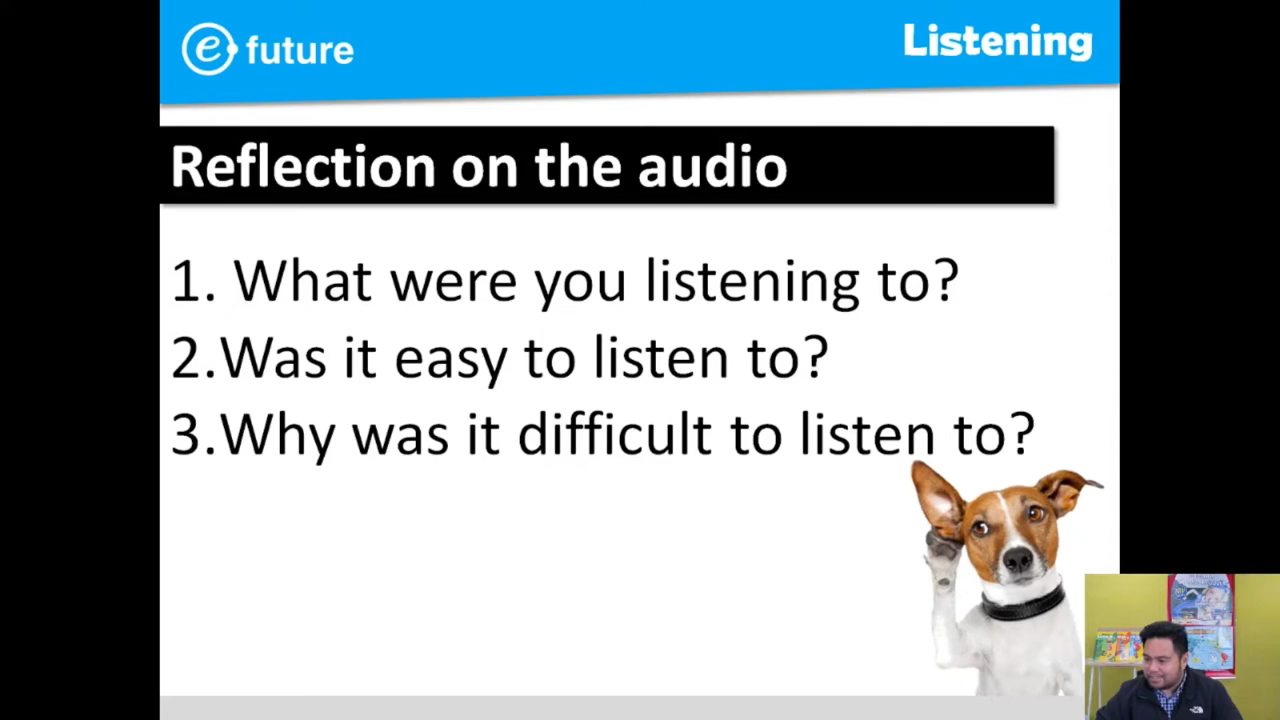 e future
Listening
Reflection on the audio
1. What were you listening to?
2.Was it easy to listen to?
3.Why was it difficult to listen to?